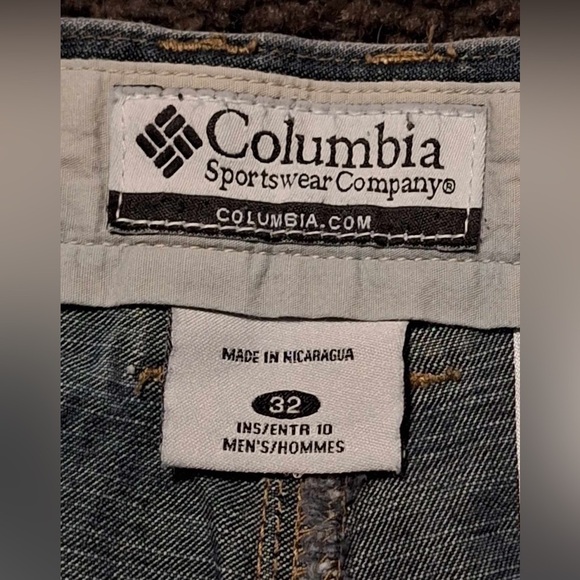 Columbia
Sportswear Company®
COLUMBIA.COM
MADE IN NICARAGUA
32
INS/ENTR 10
MEN'S/HOMMES